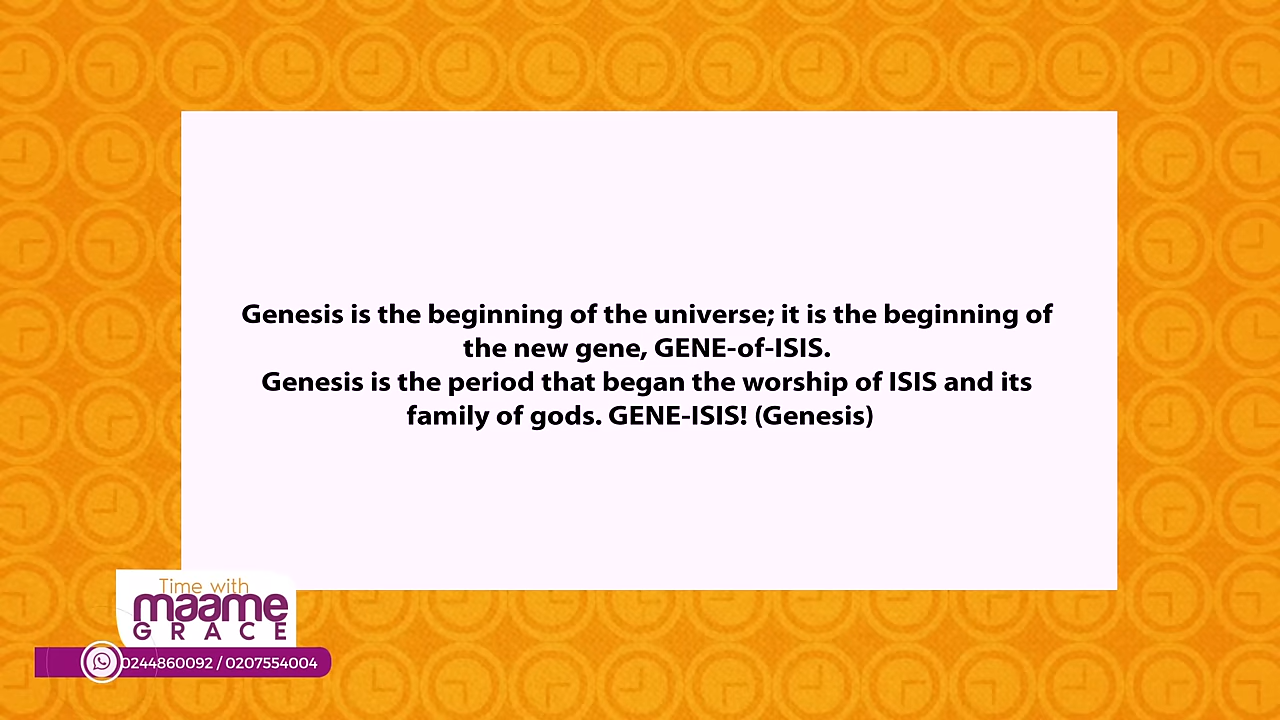 Genesis is the beginning of the universe; it is the beginning of
the new gene, GENE-of-ISIS.
Genesis is the period that began the worship of ISIS and its
family of gods. GENE-ISIS! (Genesis)
Time with
maame
GRACE
0244860092 / 0207554004